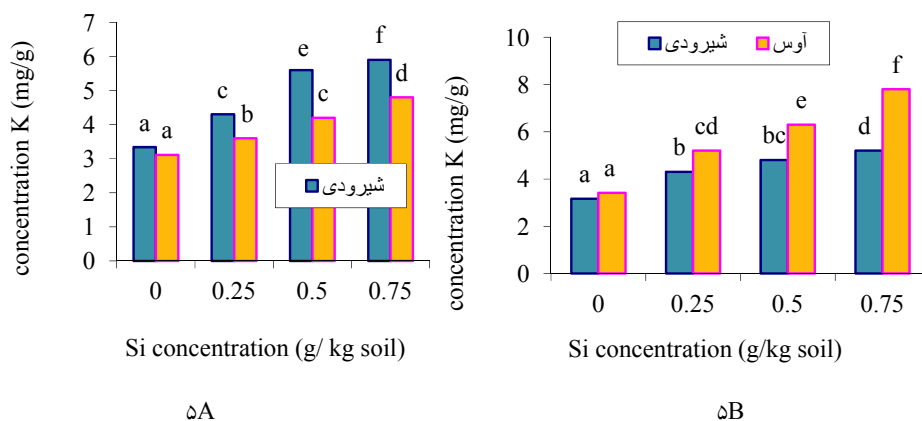 concentration K (mg/g)
7
6
5
4
3
2
1
0
a a
c b
e c
f d
شیرودی
0 0.25 0.5 0.75
Si concentration (g/ kg soil)
۵A
concentration K (mg/g)
10
8
6
4
2
0
شیرودی آوس
a a
b cd
bc e
d f
0 0.25 0.5 0.75
Si concentration (g/kg soil)
۵B